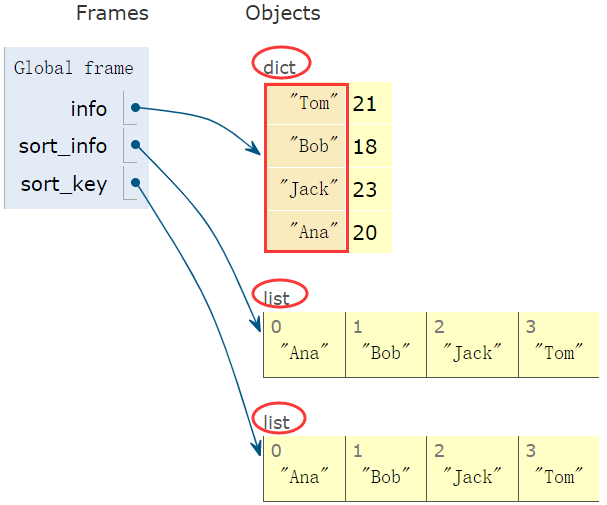 Frames Objects
Global frame
info
sort_info
sort_key
dict
"Tom" 21
"Bob" 18
"Jack" 23
"Ana" 20
list
0 1 2 3
"Ana" "Bob" "Jack" "Tom"
list
0 1 2 3
"Ana" "Bob" "Jack" "Tom"